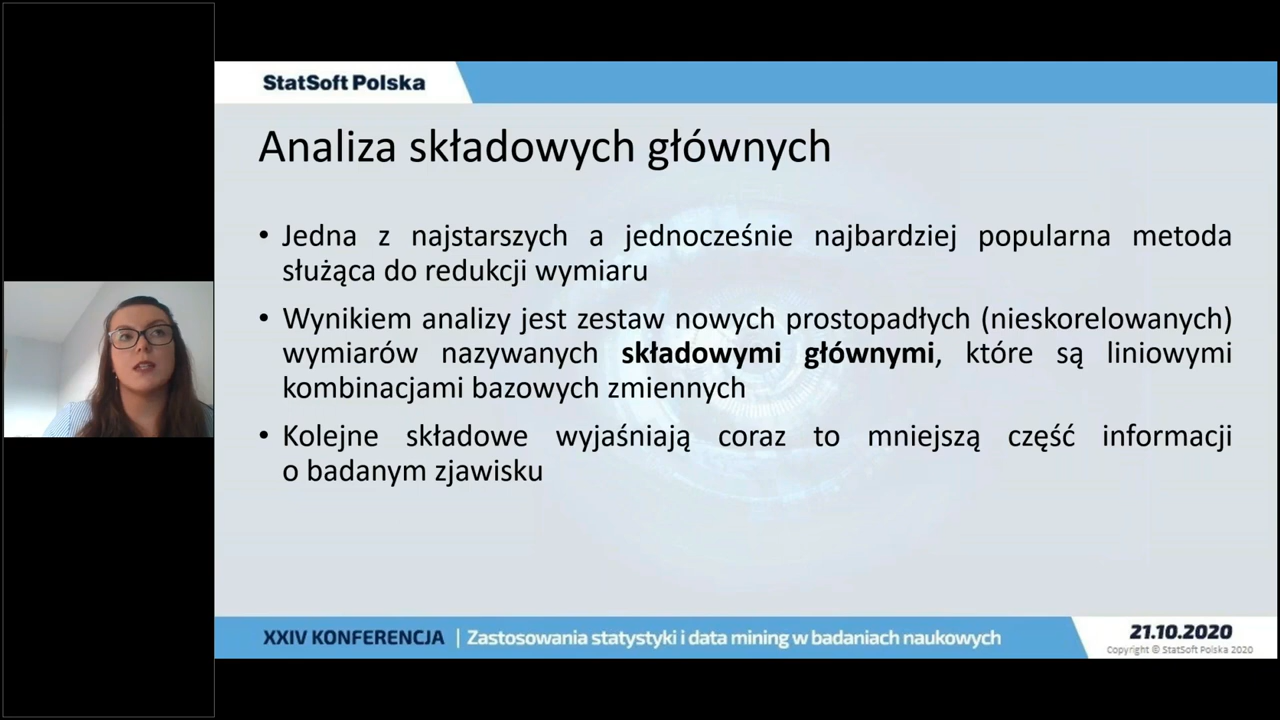 StatSoft Polska
Analiza składowych głównych
• Jedna z najstarszych a jednocześnie najbardziej popularna metoda
służąca do redukcji wymiaru
• Wynikiem analizy jest zestaw nowych prostopadłych (nieskorelowanych)
wymiarów nazywanych składowymi głównymi, które są liniowymi
kombinacjami bazowych zmiennych
• Kolejne składowe wyjaśniają coraz to mniejszą część informacji
o badanym zjawisku
XXIV KONFERENCJA | Zastosowania statystyki i data mining w badaniach naukowych
21.10.2020
Copyright © StatSoft Polska 2020